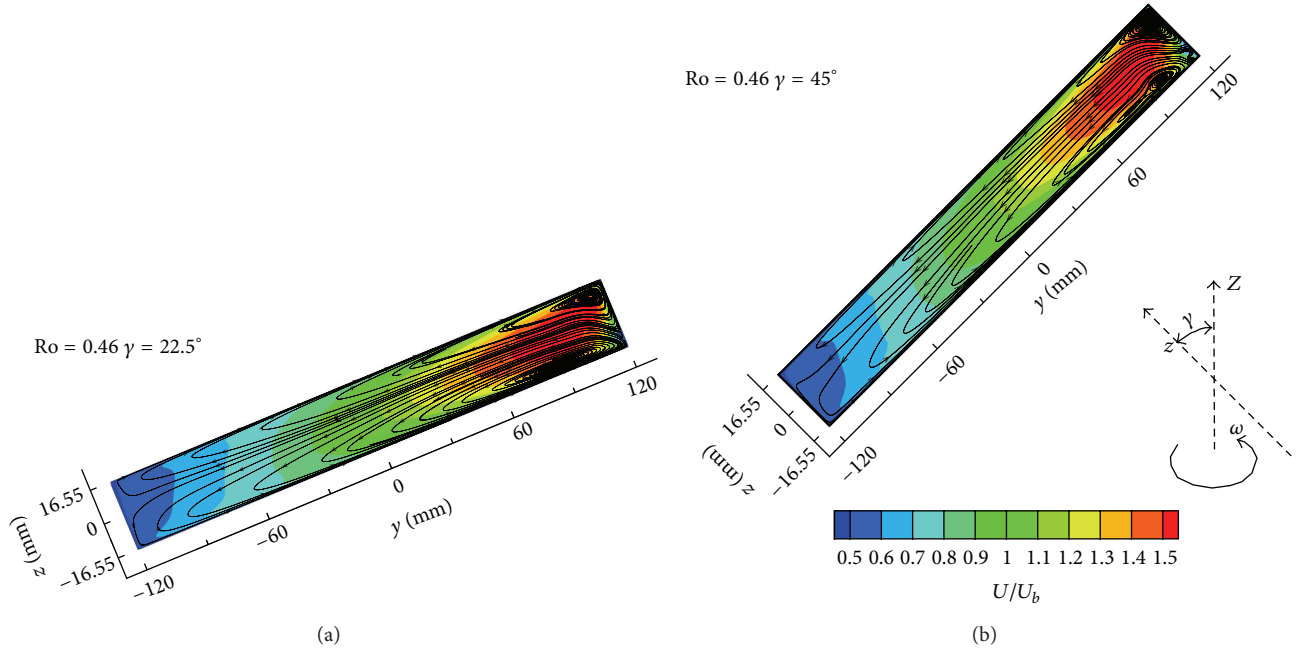 Ro = 0.46 γ = 22.5°
16.55
0
−16.55
z (mm)
−120
−60
0
60
120
y (mm)
(a)
Ro = 0.46 γ = 45°
16.55
0
−16.55
z (mm)
−120
−60
0
60
120
y (mm)
Z
γ
z
ω
0.5 0.6 0.7 0.8 0.9 1 1.1 1.2 1.3 1.4 1.5
U/U_b
(b)